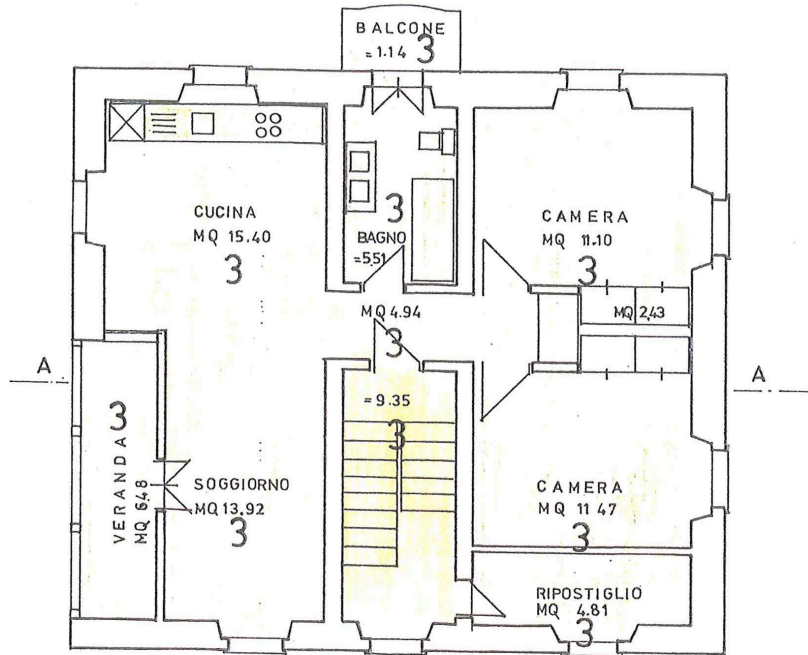 BALCONE
=1.14 3
CUCINA
MQ 15.40
3
3
BAGNO
=5.51
CAMERA
MQ 11.10
3
MQ 4.94
3
MQ 2,43
A
A
=9.35
3
3
VERANDA
MQ 6.48
SOGGIORNO
MQ 13.92
3
CAMERA
MQ 11 47
3
RIPOSTIGLIO
MQ 4.81
3